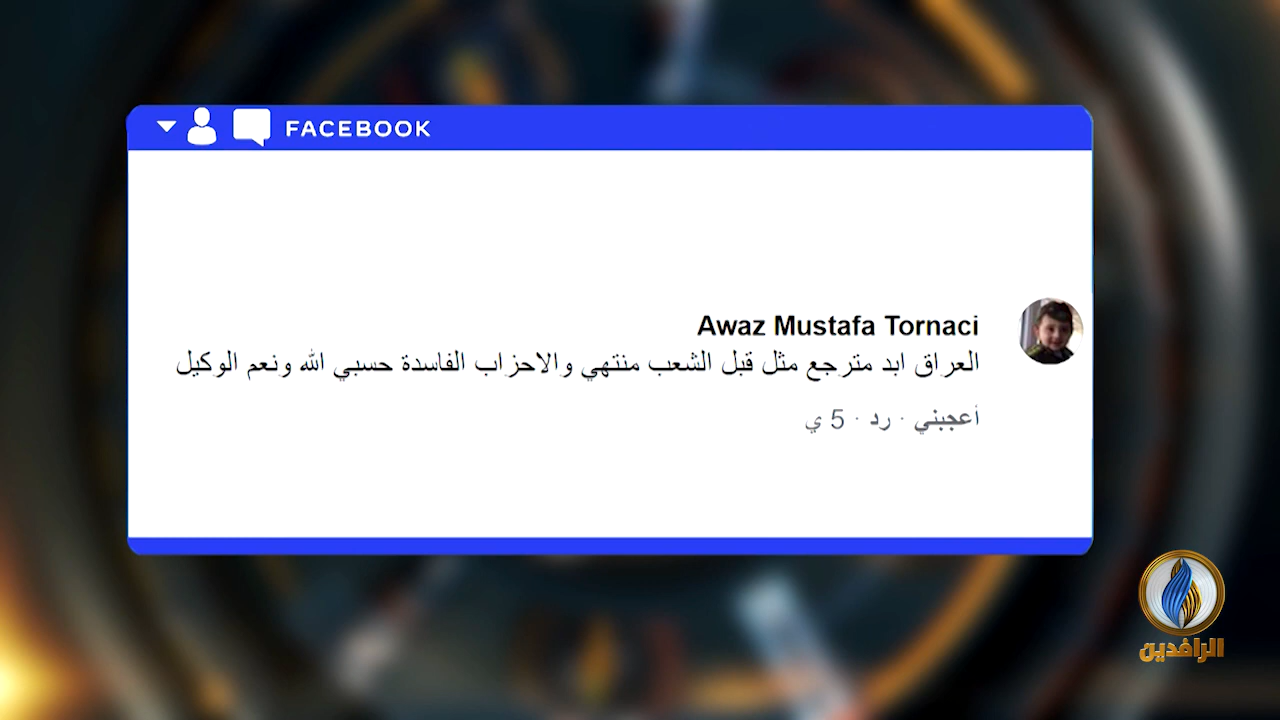 FACEBOOK
Awaz Mustafa Tornaci
العراق ابد مترجع مثل قبل الشعب منتهي والاحزاب الفاسدة حسبي الله ونعم الوكيل
أعجبني · رد · 5 ي
الرافدين